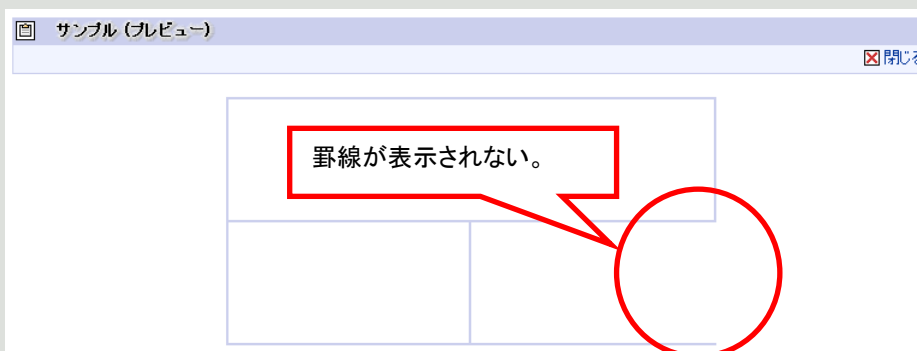 サンプル（プレビュー）
閉じる
罫線が表示されない。